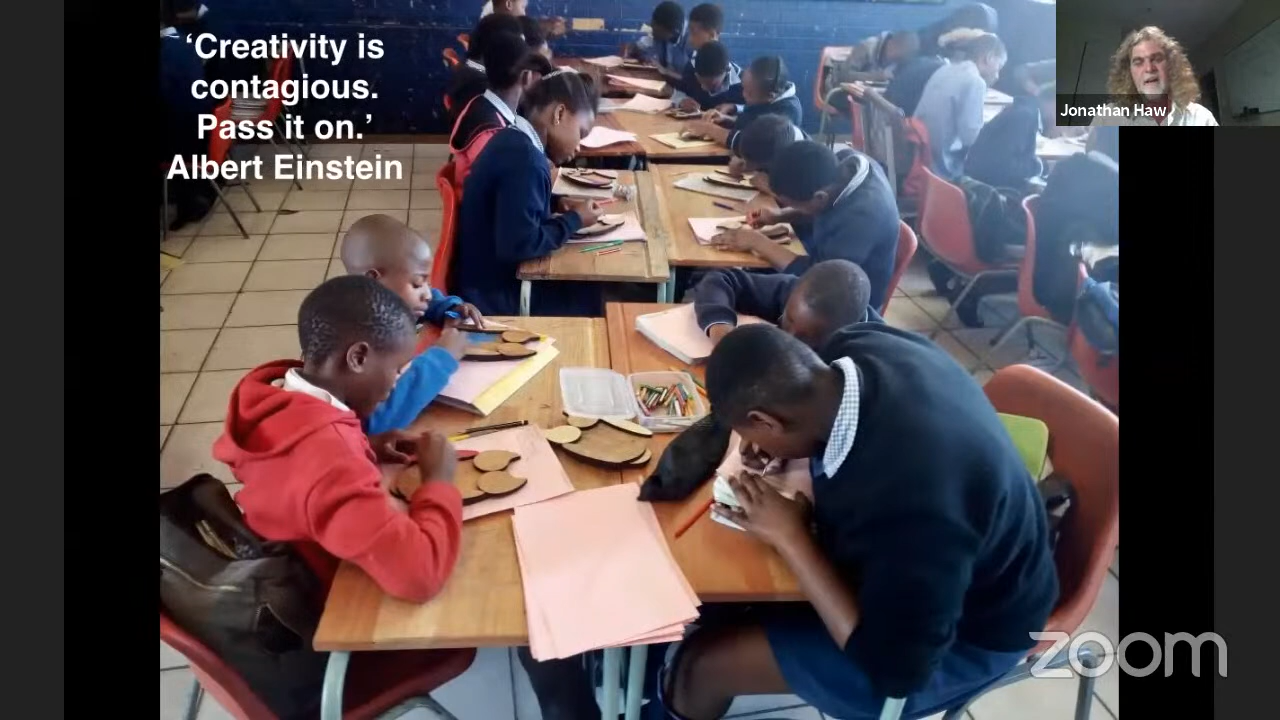 ‘Creativity is
contagious.
Pass it on.’
Albert Einstein
Jonathan Haw
zoom